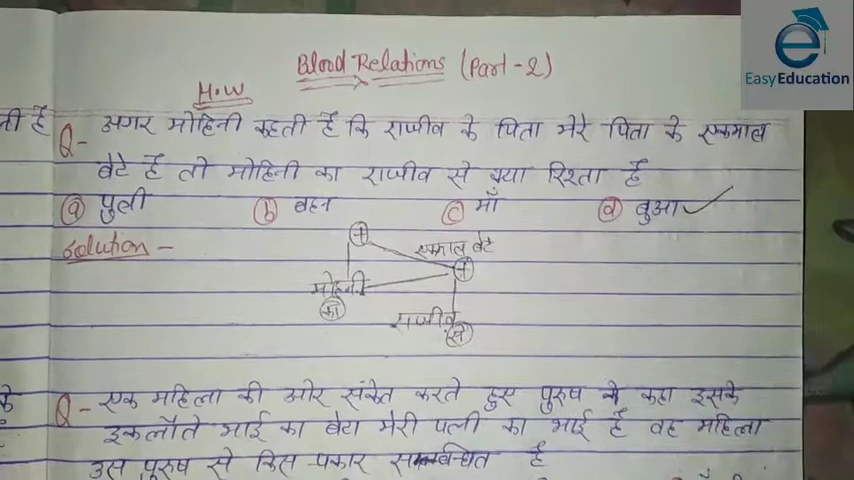 EasyEducation
Blood Relations (Part-2)
H.W
Q- अगर मोहिनी कहती है कि राजीव के पिता मेरे पिता के एकमात्र
बेटे है तो मोहिनी का राजीव से क्या रिश्ता है
(a) पुत्री (b) बहन (c) माँ (d) बुआ
Solution -
एकमात्र बेटे
मोहिनी
राजीव
Q- एक महिला की ओर संकेत करते हुए पुरुष ने कहा इसके
इकलौते भाई का बेटा मेरी पत्नी का भाई है वह महिला
उस पुरुष से किस प्रकार सम्बन्धित है